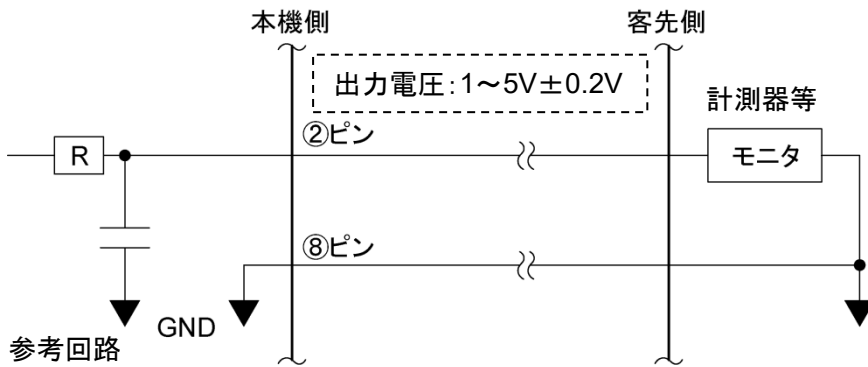 本機側
客先側
出力電圧:1～5V±0.2V
計測器等
②ピン
R
モニタ
⑧ピン
GND
参考回路